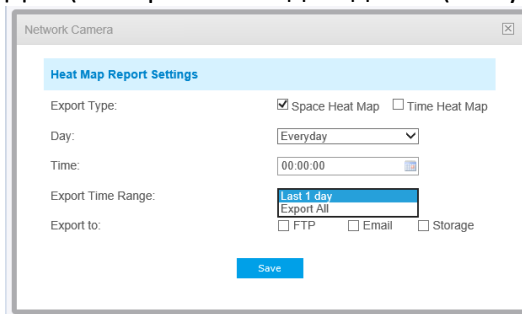 Network Camera
Heat Map Report Settings
Export Type: Space Heat Map Time Heat Map
Day: Everyday
Time: 00:00:00
Export Time Range: Last 1 day
Export All
Export to: FTP Email Storage
Save